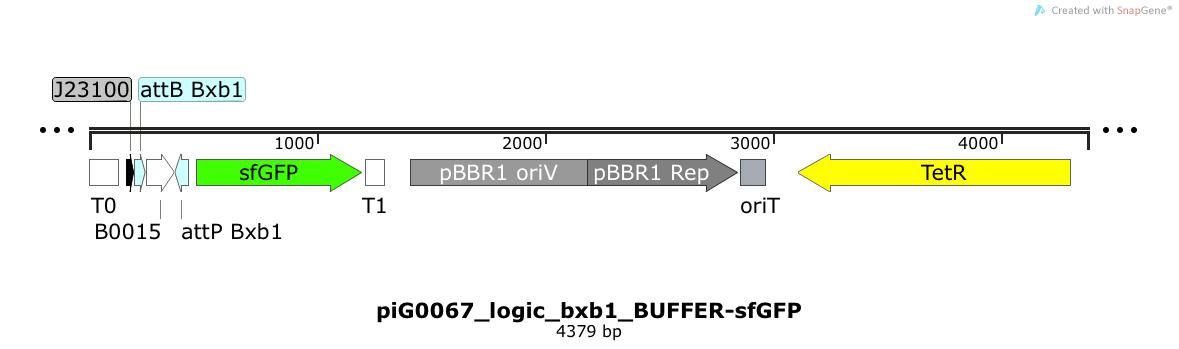 Created with SnapGene®
J23100 attB Bxb1
1000 2000 3000 4000
sfGFP pBBR1 oriV pBBR1 Rep TetR
T0 T1 oriT
B0015 attP Bxb1
piG0067_logic_bxb1_BUFFER-sfGFP
4379 bp